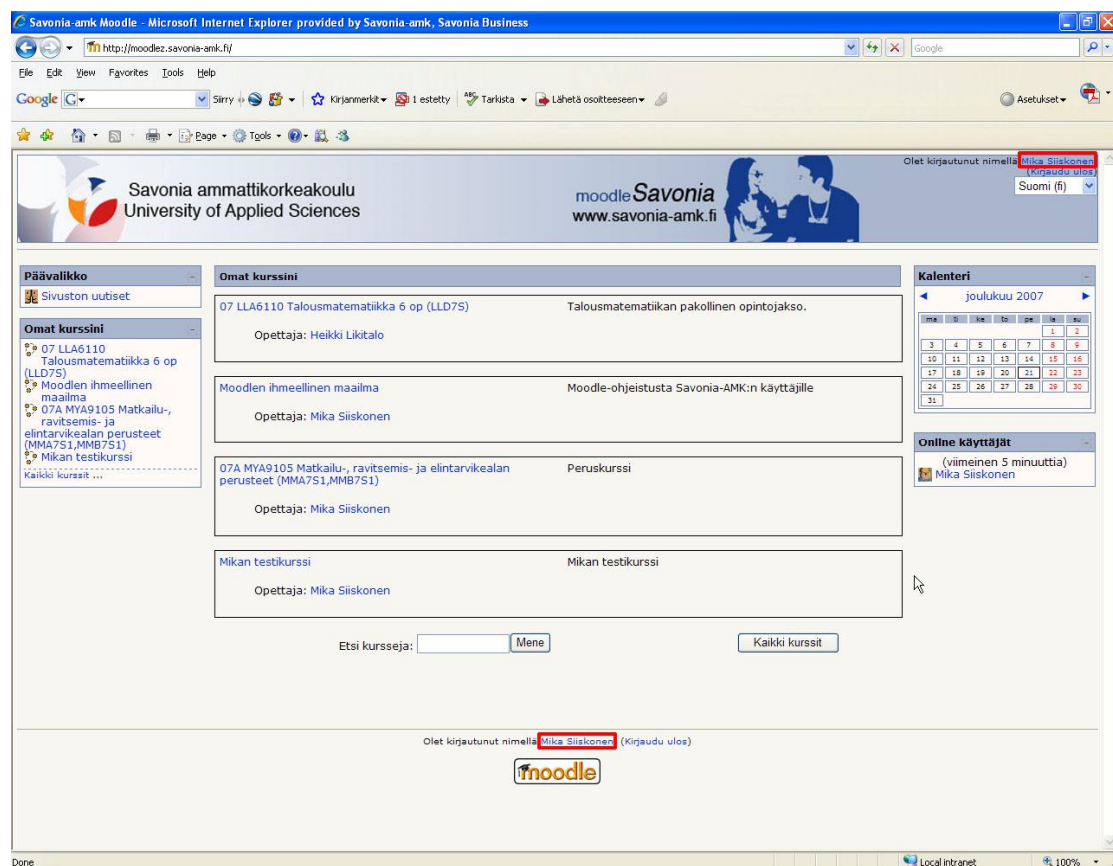 Savonia-amk Moodle - Microsoft Internet Explorer provided by Savonia-amk, Savonia Business
http://moodlez.savonia-amk.fi/
Google
File Edit View Favorites Tools Help
Google G Siirry Kirjanmerkit 1 estetty Tarkista Lähetä osoitteeseen Asetukset
Page Tools
Savonia ammattikorkeakoulu
University of Applied Sciences
moodle Savonia
www.savonia-amk.fi
Olet kirjautunut nimellä Mika Siiskonen
(Kirjaudu ulos)
Suomi (fi)
Päävalikko
Sivuston uutiset
Omat kurssini
07 LLA6110
Talousmatematiikka 6 op
(LLD7S)
Moodlen ihmeellinen
maailma
07A MYA9105 Matkailu-,
ravitsemis- ja
elintarvikealan perusteet
(MMA7S1,MMB7S1)
Mikan testikurssi
Kaikki kurssit ...
Omat kurssini
07 LLA6110 Talousmatematiikka 6 op (LLD7S) Talousmatematiikan pakollinen opintojakso.
Opettaja: Heikki Likitalo
Moodlen ihmeellinen maailma Moodle-ohjeistusta Savonia-AMK:n käyttäjille
Opettaja: Mika Siiskonen
07A MYA9105 Matkailu-, ravitsemis- ja elintarvikealan Peruskurssi
perusteet (MMA7S1,MMB7S1)
Opettaja: Mika Siiskonen
Mikan testikurssi Mikan testikurssi
Opettaja: Mika Siiskonen
Etsi kursseja: Mene Kaikki kurssit
Kalenteri
joulukuu 2007
ma ti ke to pe la su
1 2
3 4 5 6 7 8 9
10 11 12 13 14 15 16
17 18 19 20 21 22 23
24 25 26 27 28 29 30
31
Online käyttäjät
(viimeinen 5 minuuttia)
Mika Siiskonen
Olet kirjautunut nimellä Mika Siiskonen (Kirjaudu ulos)
moodle
Done Local intranet 100%